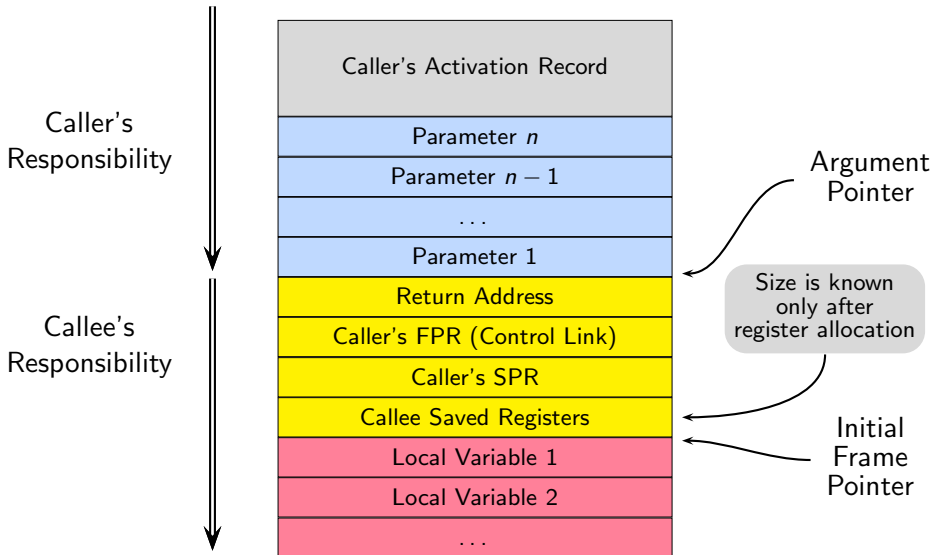 Caller's Activation Record
Caller's
Responsibility
Parameter n
Parameter n − 1
. . .
Parameter 1
Argument
Pointer
Return Address
Caller's FPR (Control Link)
Caller's SPR
Callee Saved Registers
Callee's
Responsibility
Size is known
only after
register allocation
Local Variable 1
Local Variable 2
. . .
Initial
Frame
Pointer